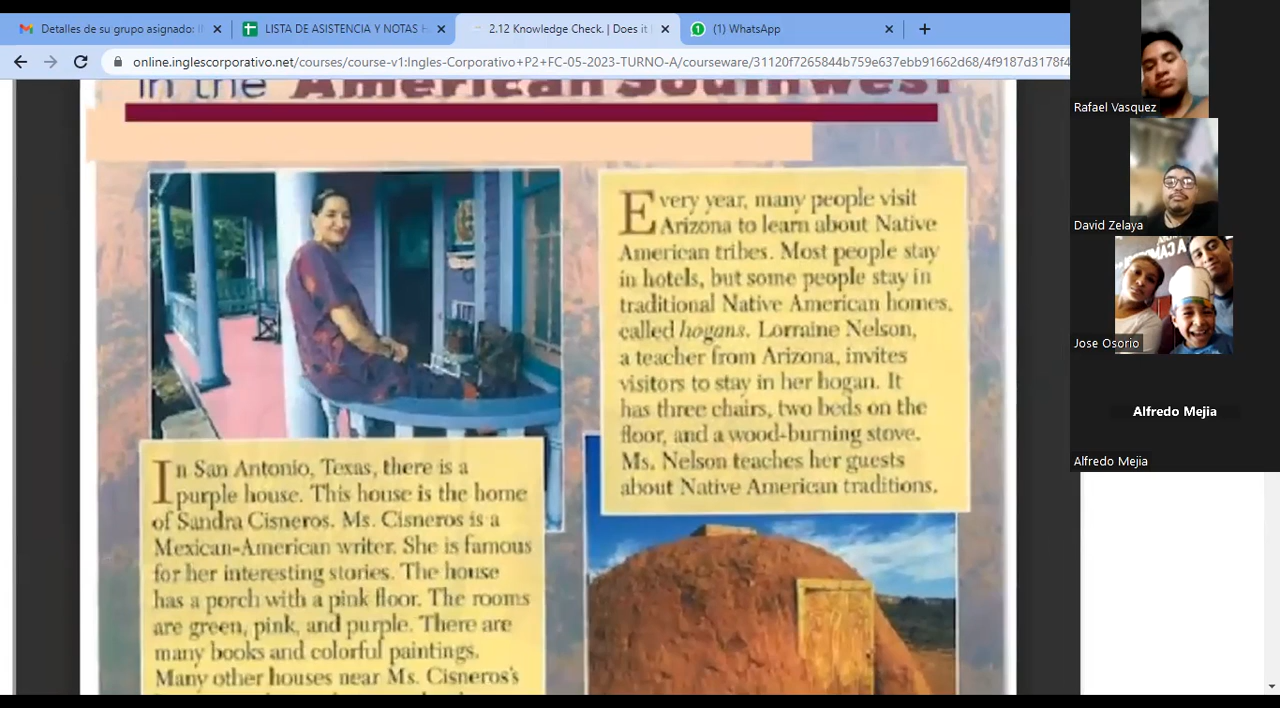 Detalles de su grupo asignado: I
LISTA DE ASISTENCIA Y NOTAS
2.12 Knowledge Check. | Does it
(1) WhatsApp
online.inglescorporativo.net/courses/course-v1:Ingles-Corporativo+P2+FC-05-2023-TURNO-A/courseware/31120f726a844b759e637ebb91662d68/4f9187d3178f4
in the American Southwest
Every year, many people visit
Arizona to learn about Native
American tribes. Most people stay
in hotels, but some people stay in
traditional Native American homes,
called hogans. Lorraine Nelson,
a teacher from Arizona, invites
visitors to stay in her hogan. It
has three chairs, two beds on the
floor, and a wood-burning stove.
Ms. Nelson teaches her guests
about Native American traditions.
In San Antonio, Texas, there is a
purple house. This house is the home
of Sandra Cisneros. Ms. Cisneros is a
Mexican-American writer. She is famous
for her interesting stories. The house
has a porch with a pink floor. The rooms
are green, pink, and purple. There are
many books and colorful paintings.
Many other houses near Ms. Cisneros's
Rafael Vasquez
David Zelaya
Jose Osorio
Alfredo Mejia
Alfredo Mejia